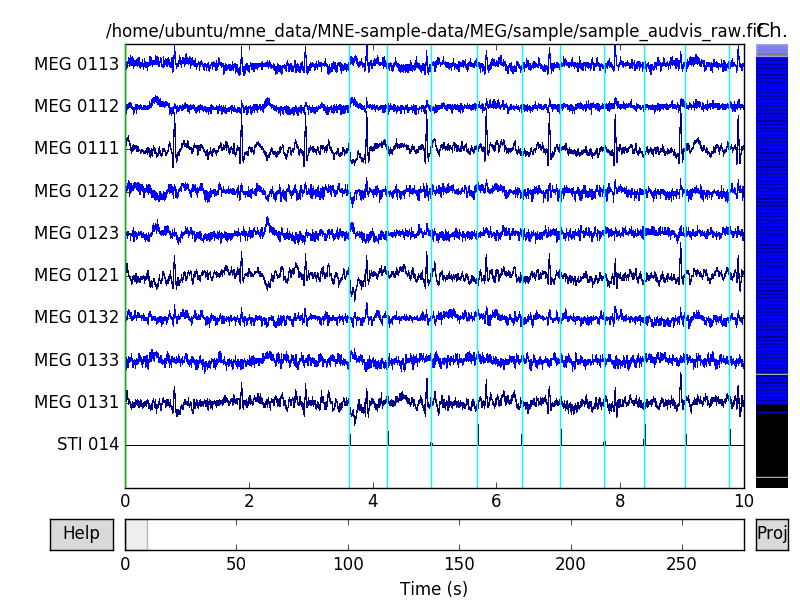 /home/ubuntu/mne_data/MNE-sample-data/MEG/sample/sample_audvis_raw.fif
Ch.
MEG 0113
MEG 0112
MEG 0111
MEG 0122
MEG 0123
MEG 0121
MEG 0132
MEG 0133
MEG 0131
STI 014
0 2 4 6 8 10
Help
Proj
0 50 100 150 200 250
Time (s)